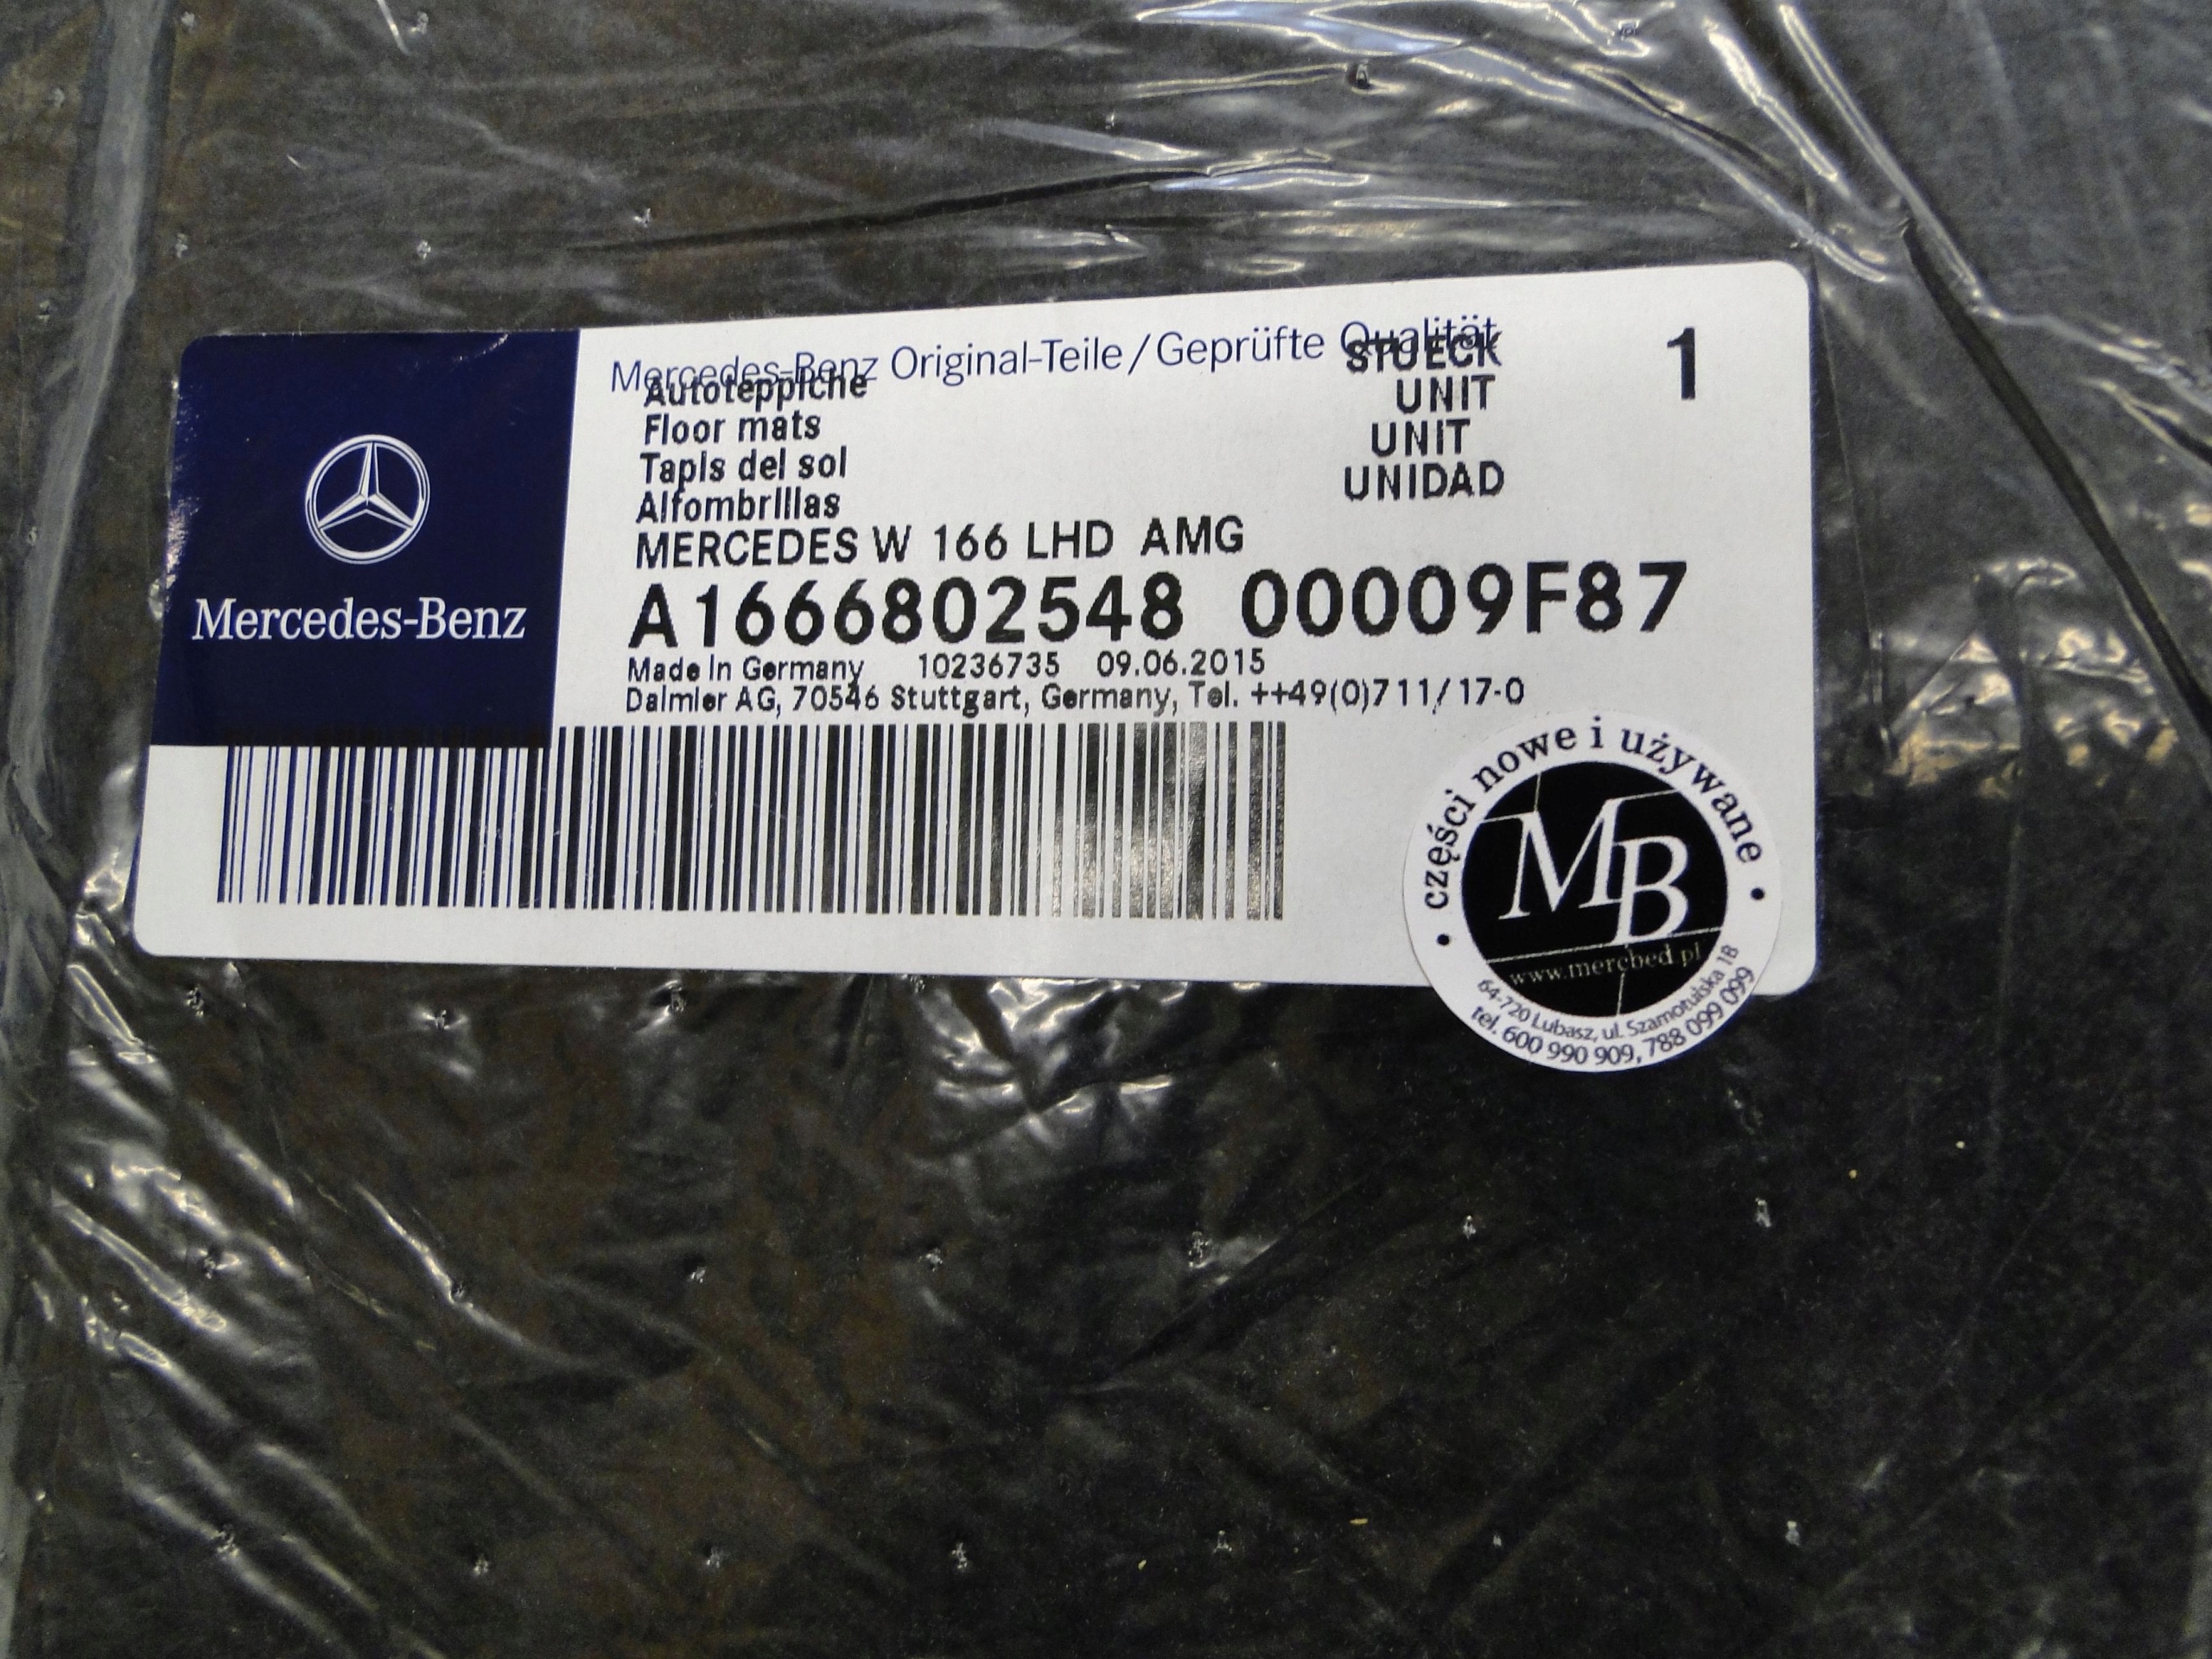 Mercedes-Benz Original-Teile / Geprüfte Qualität
Autoteppiche
Floor mats
Tapis del sol
Alfombrillas
STUECK
UNIT
UNIT
UNIDAD
1
MERCEDES W 166 LHD AMG
A1666802548 00009F87
Made in Germany 10236735 09.06.2015
Daimler AG, 70546 Stuttgart, Germany, Tel. ++49(0)711/17-0
Mercedes-Benz
• części nowe i używane •
MB
www.mercbed.pl
64-720 Lubasz, ul. Szamotulska 1B
tel. 600 990 909, 788 099 099